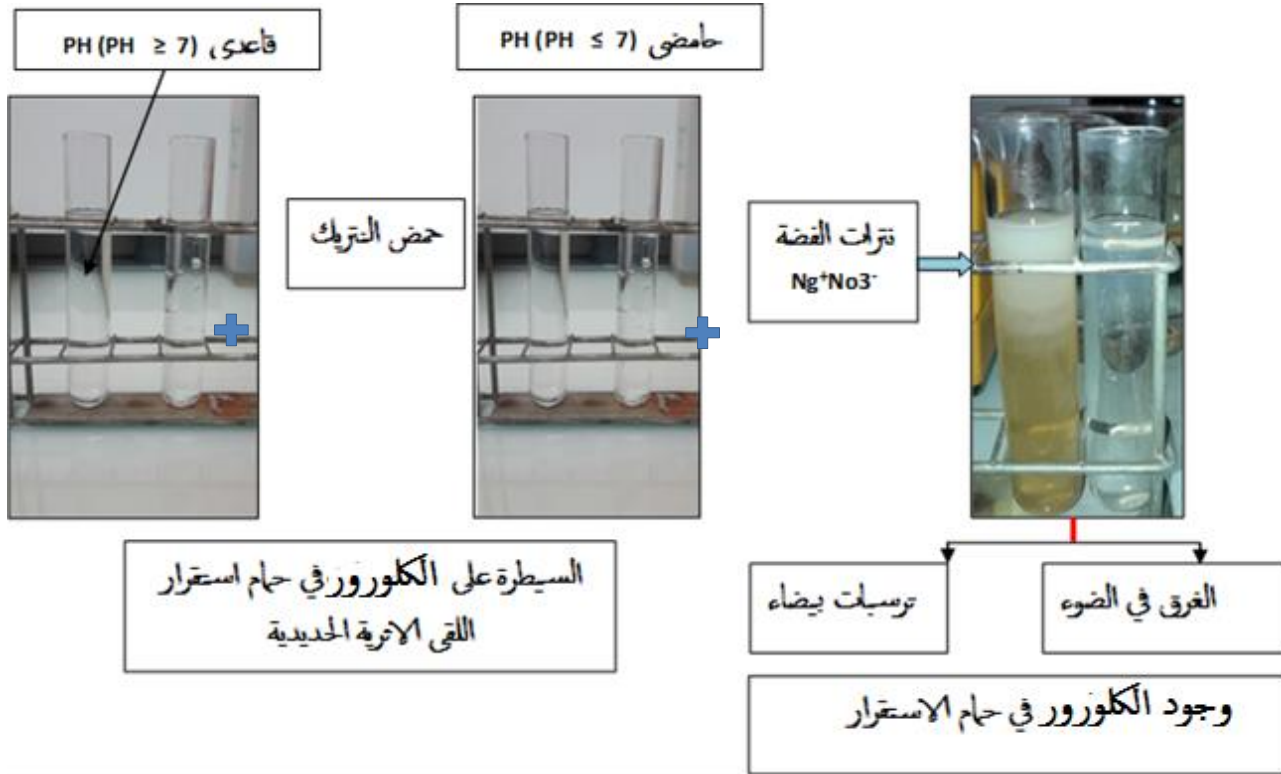 قاعدي PH (PH ≥ 7)
حامضي PH (PH ≤ 7)
حمض النتريك
نترات الفضة
Ng⁺No3⁻
السيطرة على الكلورور في حمام استقرار
اللقى الاثرية الحديدية
ترسبات بيضاء
الغرق في الضوء
وجود الكلورور في حمام الاستقرار